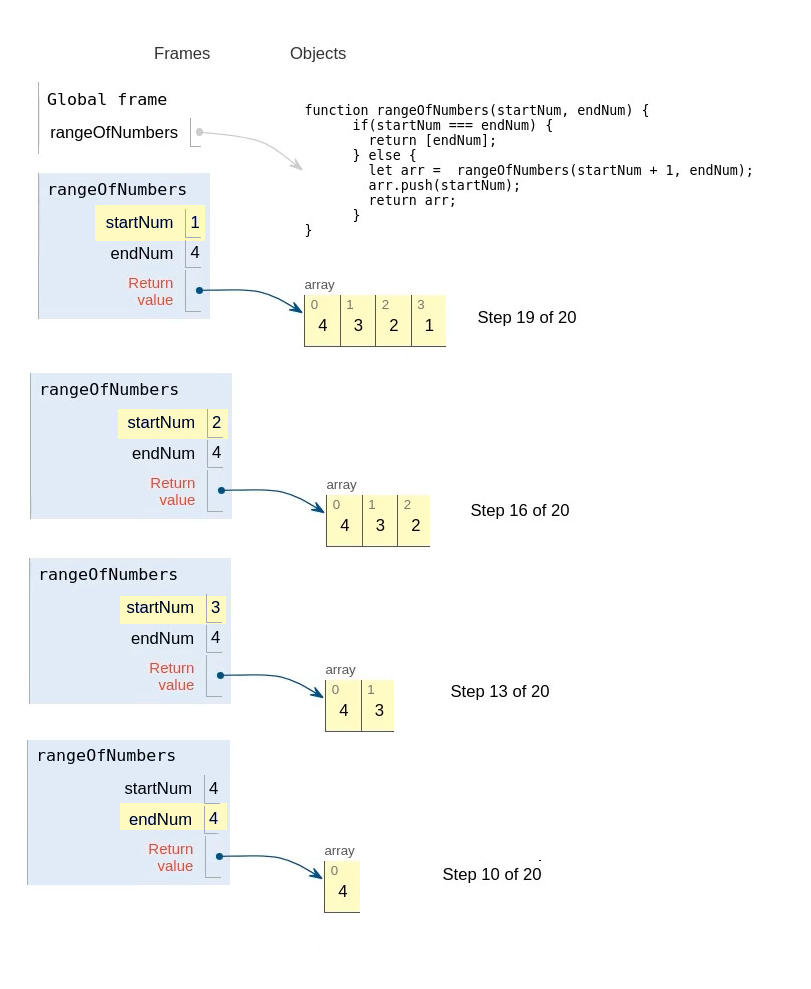 Frames Objects
Global frame
rangeOfNumbers
function rangeOfNumbers(startNum, endNum) {
if(startNum === endNum) {
return [endNum];
} else {
let arr =  rangeOfNumbers(startNum + 1, endNum);
arr.push(startNum);
return arr;
}
}
rangeOfNumbers
startNum 1
endNum 4
Return
value
array
0 1 2 3
4 3 2 1
Step 19 of 20
rangeOfNumbers
startNum 2
endNum 4
Return
value
array
0 1 2
4 3 2
Step 16 of 20
rangeOfNumbers
startNum 3
endNum 4
Return
value
array
0 1
4 3
Step 13 of 20
rangeOfNumbers
startNum 4
endNum 4
Return
value
array
0
4
Step 10 of 20